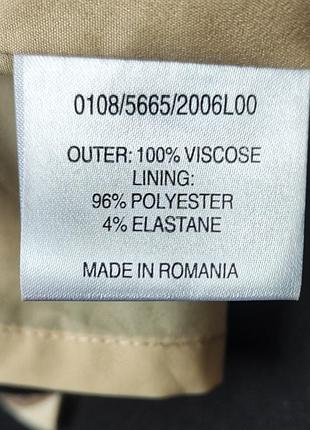 0108/5665/2006L00
OUTER: 100% VISCOSE
LINING:
96% POLYESTER
4% ELASTANE
MADE IN ROMANIA